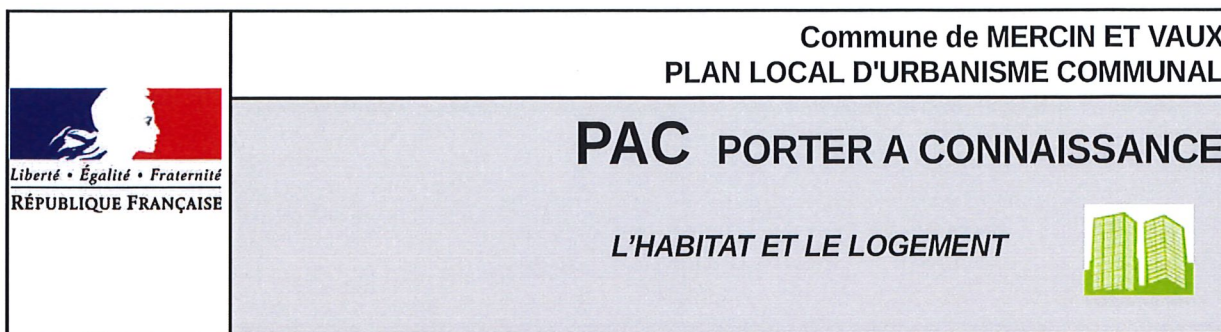 Commune de MERCIN ET VAUX
PLAN LOCAL D'URBANISME COMMUNAL
Liberté • Égalité • Fraternité
RÉPUBLIQUE FRANÇAISE
PAC PORTER A CONNAISSANCE
L'HABITAT ET LE LOGEMENT